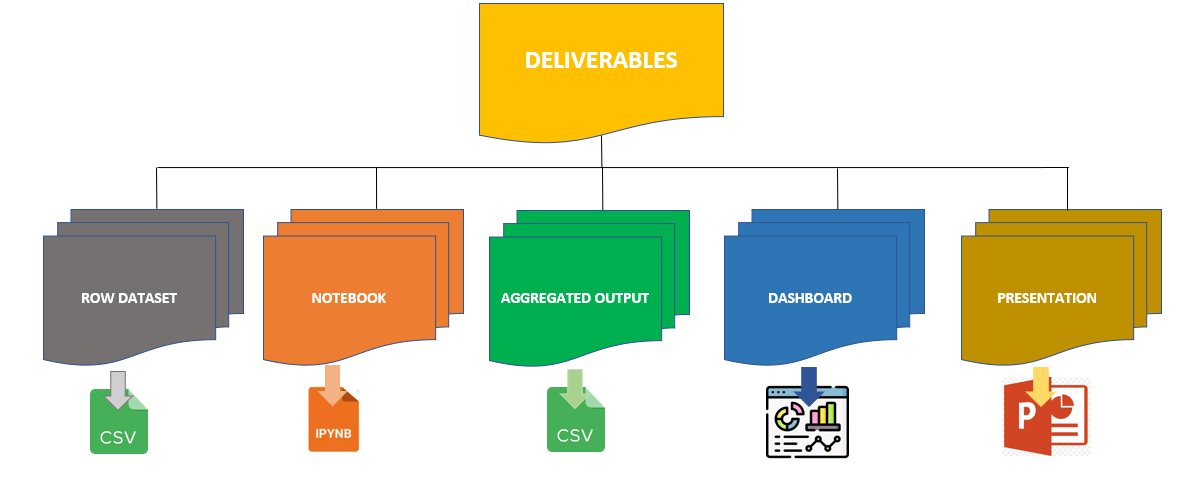 DELIVERABLES
ROW DATASET
NOTEBOOK
AGGREGATED OUTPUT
DASHBOARD
PRESENTATION
CSV
IPYNB
CSV
P